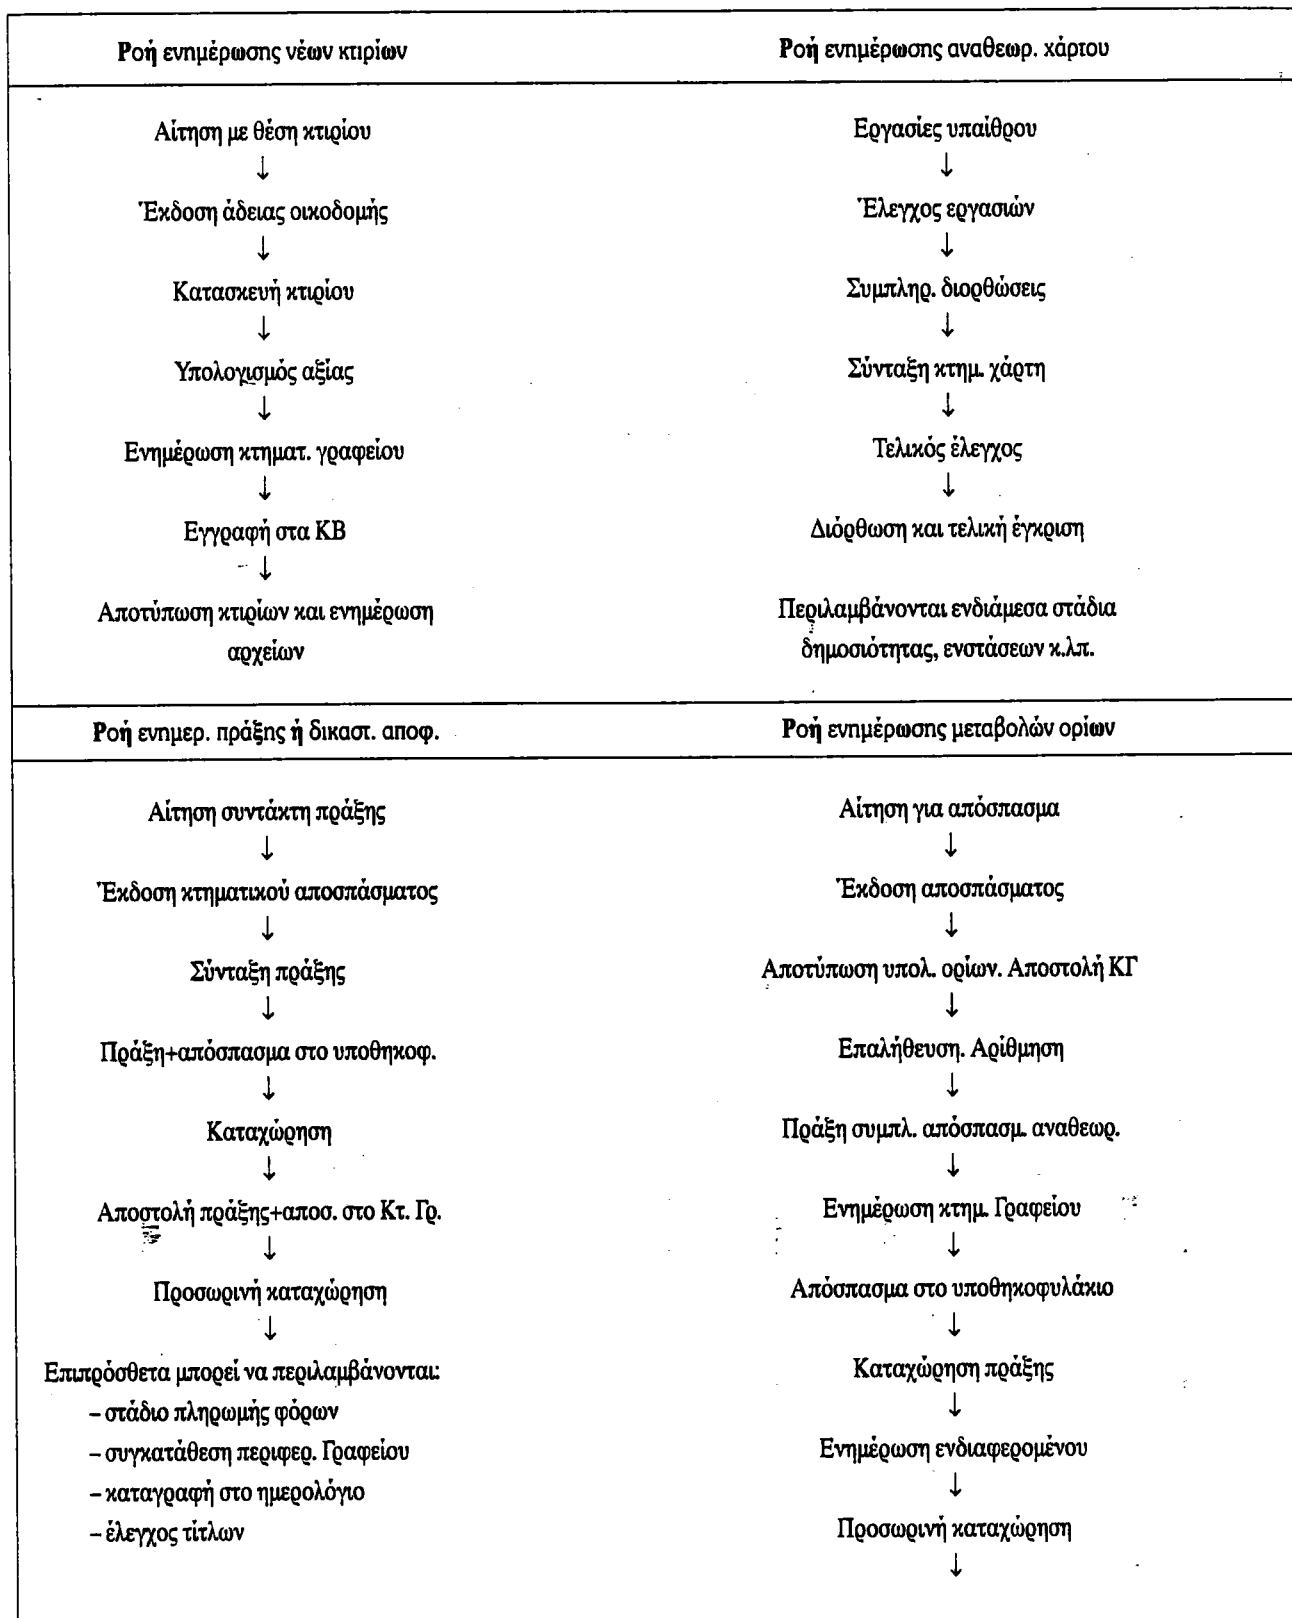 Ροή ενημέρωσης νέων κτιρίων
Αίτηση με θέση κτιρίου
↓
Έκδοση άδειας οικοδομής
↓
Κατασκευή κτιρίου
↓
Υπολογισμός αξίας
↓
Ενημέρωση κτηματ. γραφείου
↓
Εγγραφή στα ΚΒ
↓
Αποτύπωση κτιρίων και ενημέρωση
αρχείων
Ροή ενημέρωσης αναθεωρ. χάρτου
Εργασίες υπαίθρου
↓
Έλεγχος εργασιών
↓
Συμπληρ. διορθώσεις
↓
Σύνταξη κτημ. χάρτη
↓
Τελικός έλεγχος
↓
Διόρθωση και τελική έγκριση
Περιλαμβάνονται ενδιάμεσα στάδια
δημοσιότητας, ενστάσεων κ.λπ.
Ροή ενημερ. πράξης ή δικαστ. αποφ.
Αίτηση συντάκτη πράξης
↓
Έκδοση κτηματικού αποσπάσματος
↓
Σύνταξη πράξης
↓
Πράξη+απόσπασμα στο υποθηκοφ.
↓
Καταχώρηση
↓
Αποστολή πράξης+αποσ. στο Κτ. Γρ.
↓
Προσωρινή καταχώρηση
↓
Επιπρόσθετα μπορεί να περιλαμβάνονται:
– στάδιο πληρωμής φόρων
– συγκατάθεση περιφερ. Γραφείου
– καταγραφή στο ημερολόγιο
– έλεγχος τίτλων
Ροή ενημέρωσης μεταβολών ορίων
Αίτηση για απόσπασμα
↓
Έκδοση αποσπάσματος
↓
Αποτύπωση υπολ. ορίων. Αποστολή ΚΓ
↓
Επαλήθευση. Αρίθμηση
↓
Πράξη συμπλ. απόσπασμ. αναθεωρ.
↓
Ενημέρωση κτημ. Γραφείου
↓
Απόσπασμα στο υποθηκοφυλάκιο
↓
Καταχώρηση πράξης
↓
Ενημέρωση ενδιαφερομένου
↓
Προσωρινή καταχώρηση
↓